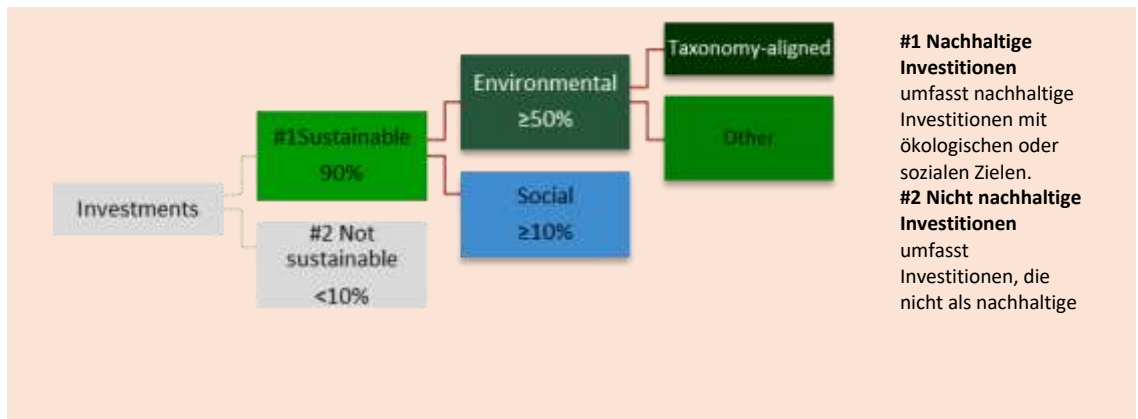 Investments
#1Sustainable
90%
#2 Not
sustainable
<10%
Environmental
≥50%
Social
≥10%
Taxonomy-aligned
Other
#1 Nachhaltige
Investitionen
umfasst nachhaltige
Investitionen mit
ökologischen oder
sozialen Zielen.
#2 Nicht nachhaltige
Investitionen
umfasst
Investitionen, die
nicht als nachhaltige